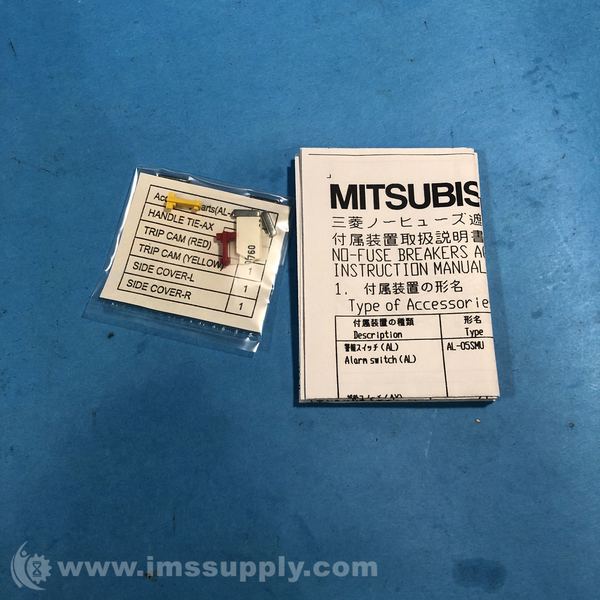 Acc
rts(AL-
HANDLE TIE-AX
TRIP CAM (RED)
TRIP CAM (YELLOW)
1
SIDE COVER-L
1
SIDE COVER-R
1
760
MITSUBIS
三菱ノーヒューズ遮
付属装置取扱説明書
NO-FUSE BREAKERS A
INSTRUCTION MANUAL
1. 付属装置の形名
Type of Accessorie
付属装置の種類 形名
Description Type
警報スイッチ(AL) AL-05SMU
Alarm switch(AL)
www.imssupply.com